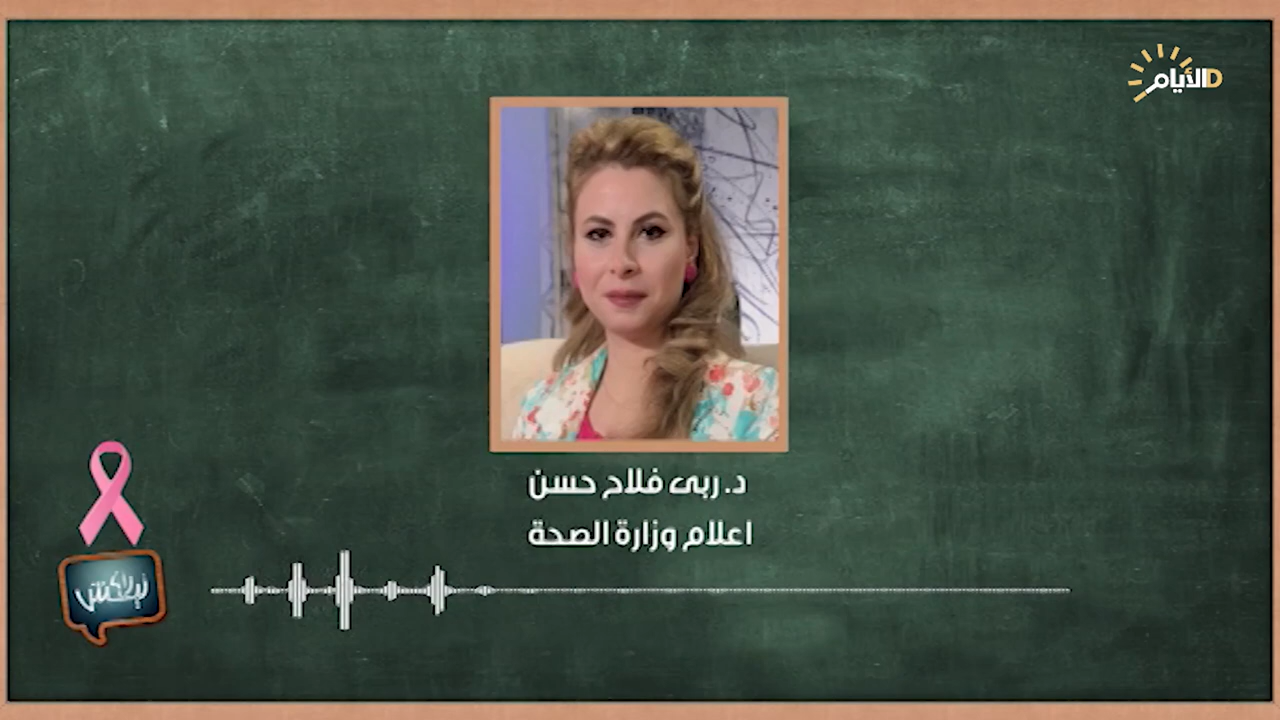 الأيام
د. ربى فلاح حسن
اعلام وزارة الصحة